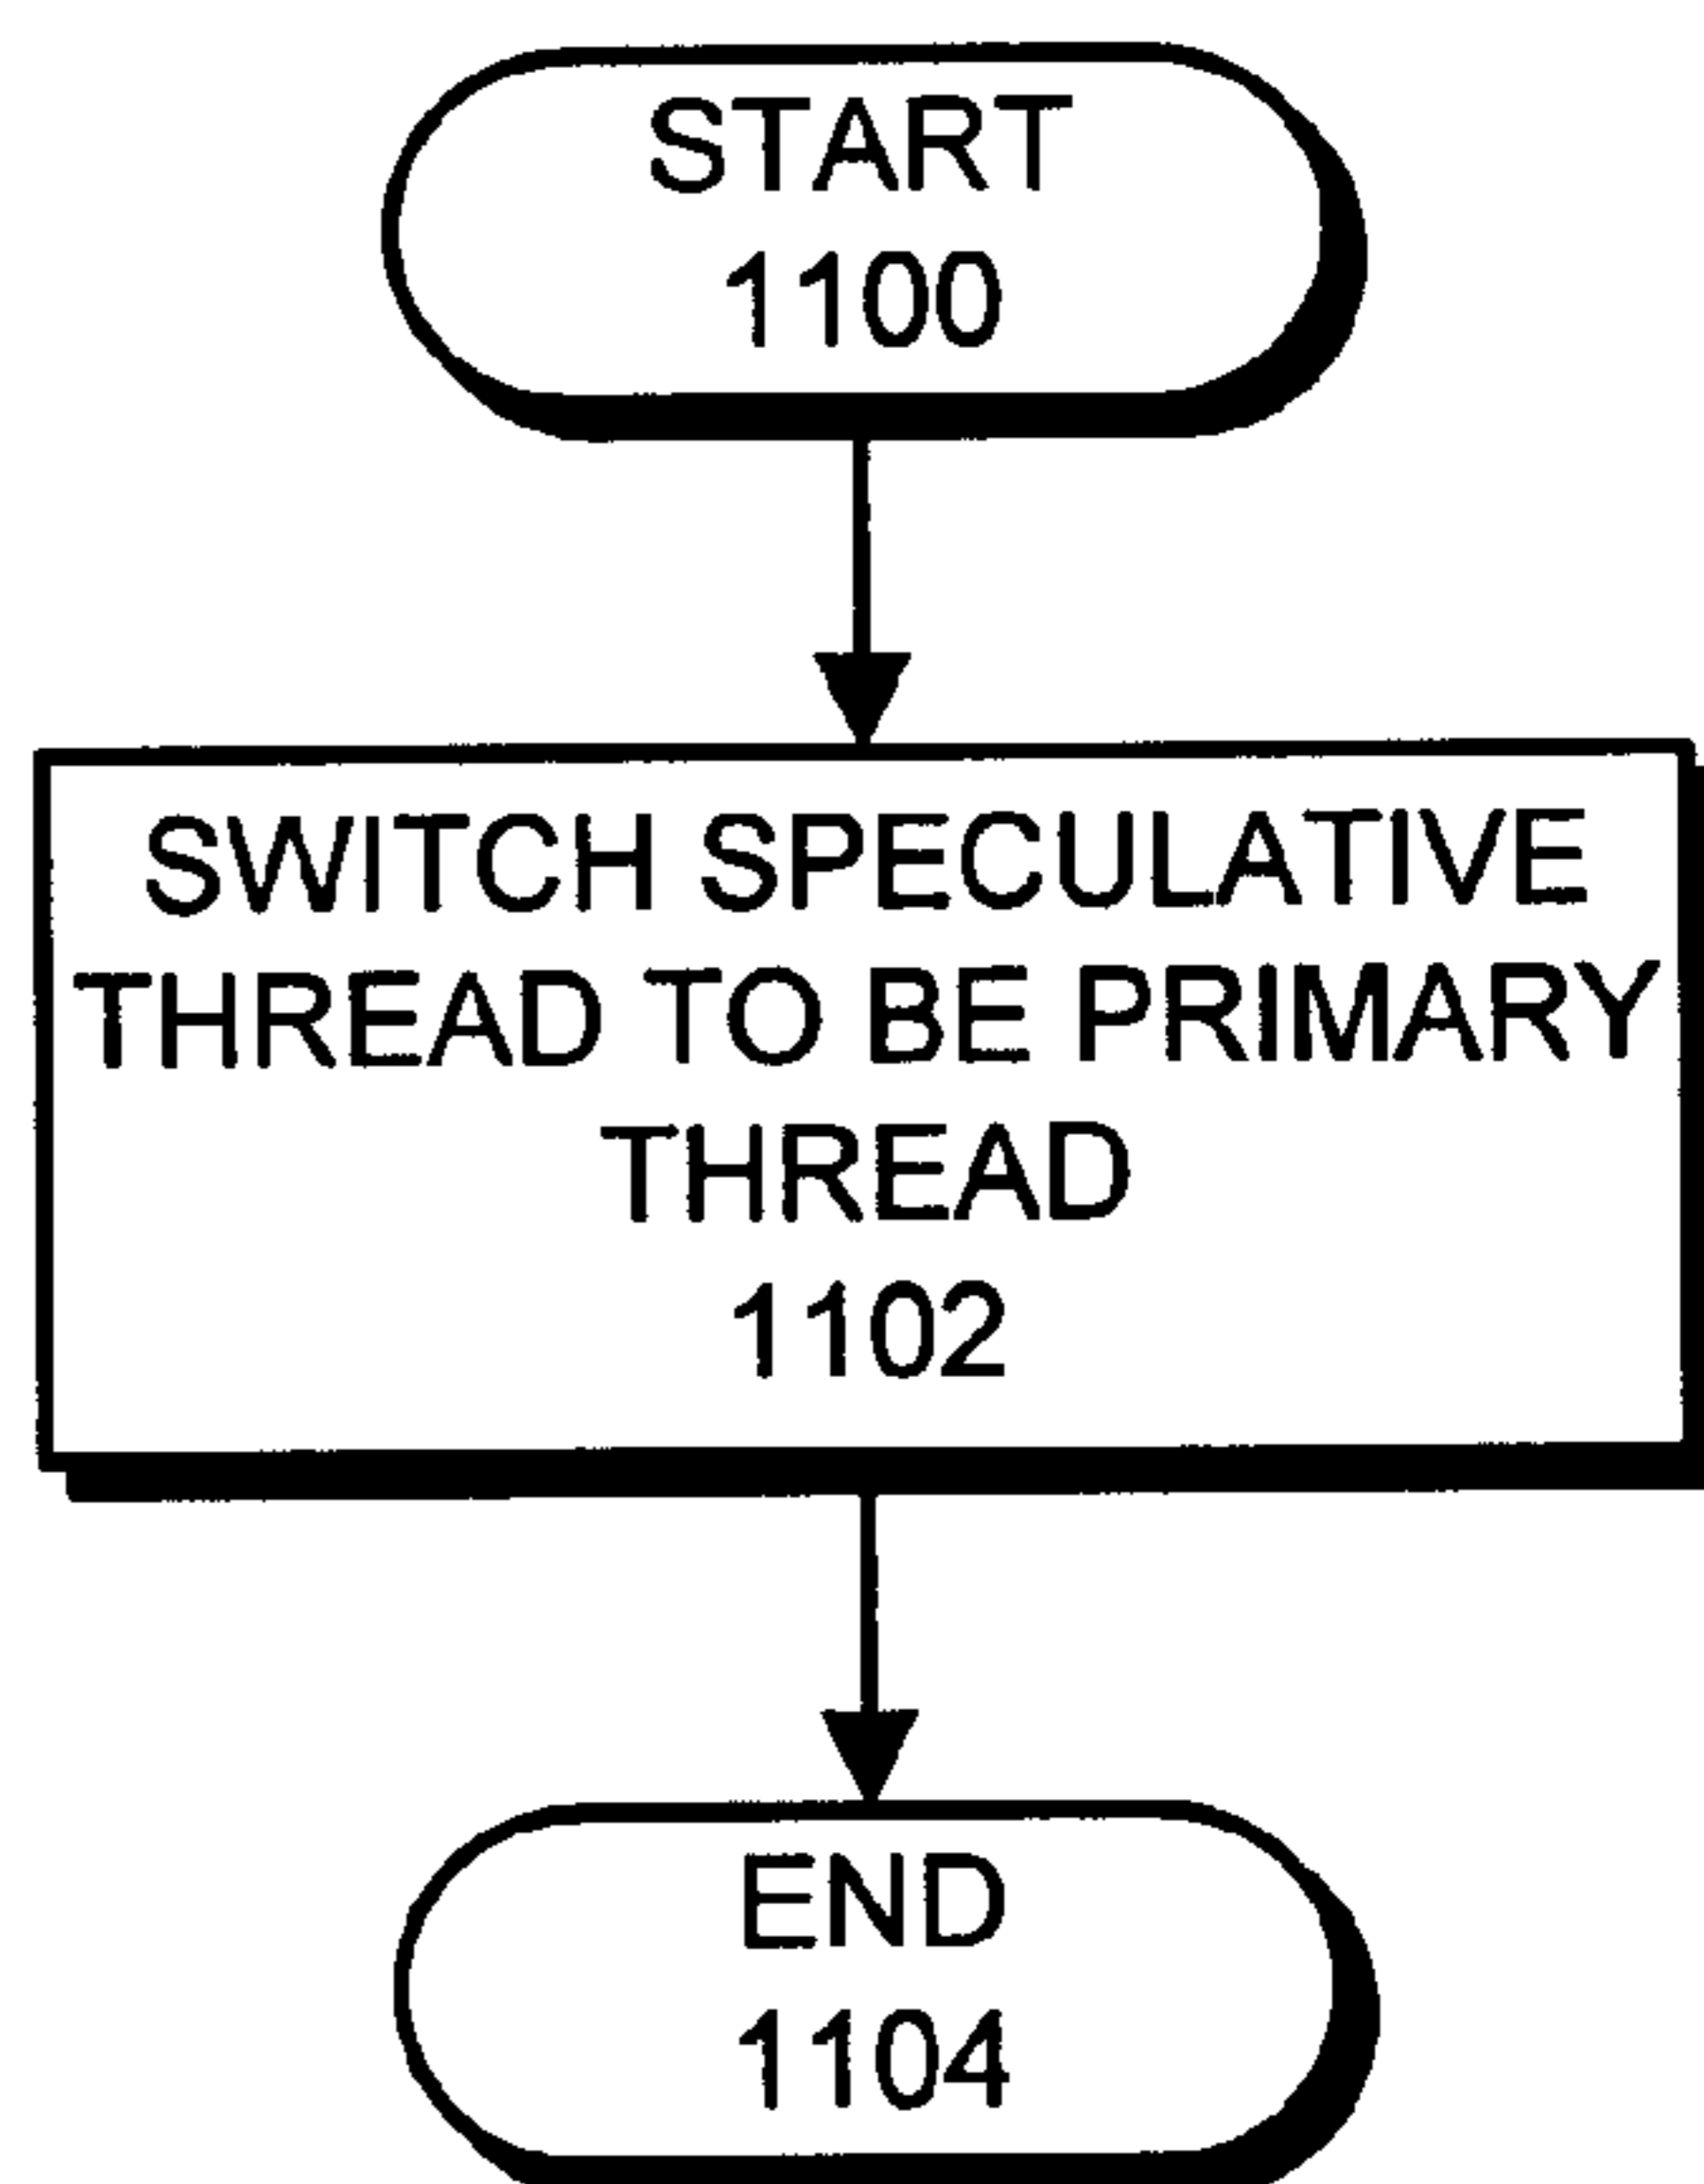 START
1100
SWITCH SPECULATIVE
THREAD TO BE PRIMARY
THREAD
1102
END
1104